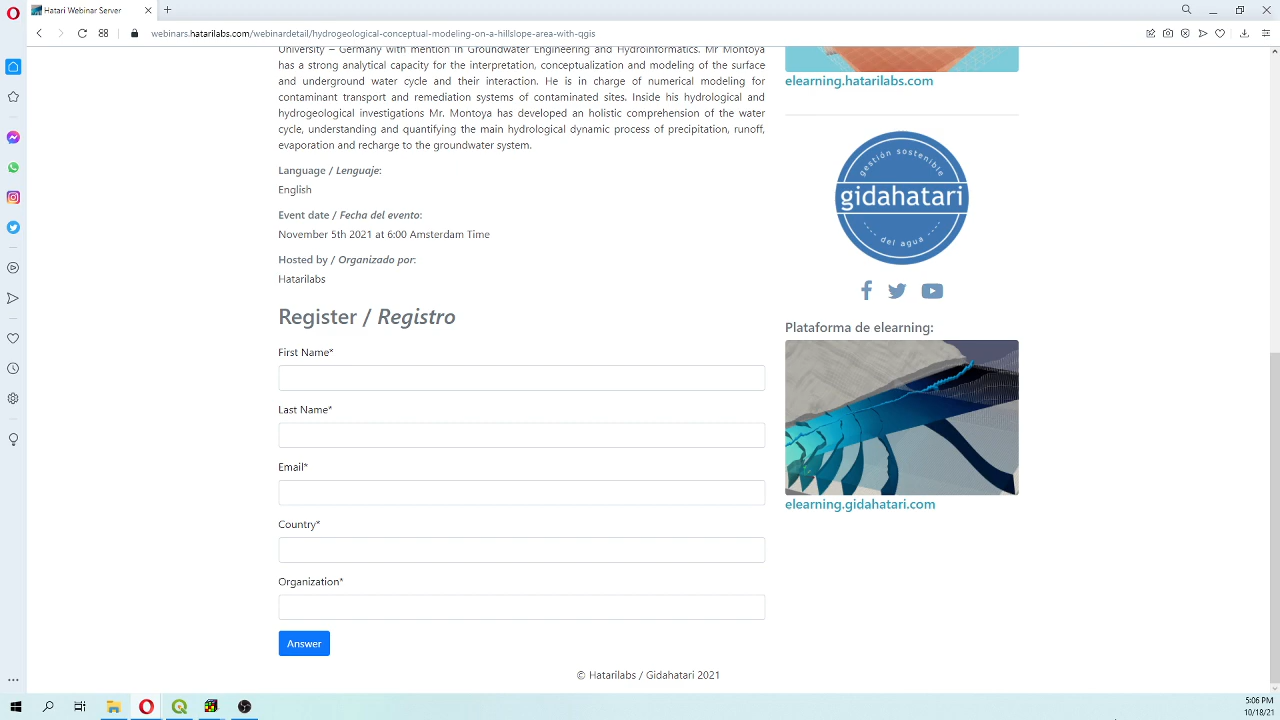 Hatari Webinar Server
webinars.hatarilabs.com/webinardetail/hydrogeological-conceptual-modeling-on-a-hillslope-area-with-qgis
University – Germany with mention in Groundwater Engineering and Hydroinformatics. Mr Montoya
has strong analytical capacity for the interpretation, conceptualization and modeling of the surface
and underground water cycle and their interaction. He is in charge of numerical modeling for
contaminant transport and remediation systems of contaminated sites. Inside his hydrological and
hydrogeological investigations Mr. Montoya has developed an holistic comprehension of the water
cycle, understanding and quantifying the main hydrological dynamic process of precipitation, runoff,
evaporation and recharge to the groundwater system.
Language / Lenguaje:
English
Event date / Fecha del evento:
November 5th 2021 at 6:00 Amsterdam Time
Hosted by / Organizado por:
Hatarilabs
Register / Registro
First Name*
Last Name*
Email*
Country*
Organization*
Answer
elearning.hatarilabs.com
gestión sostenible
gidahatari
del agua
Plataforma de elearning:
elearning.gidahatari.com
© Hatarilabs / Gidahatari 2021
5:06 PM
10/18/21